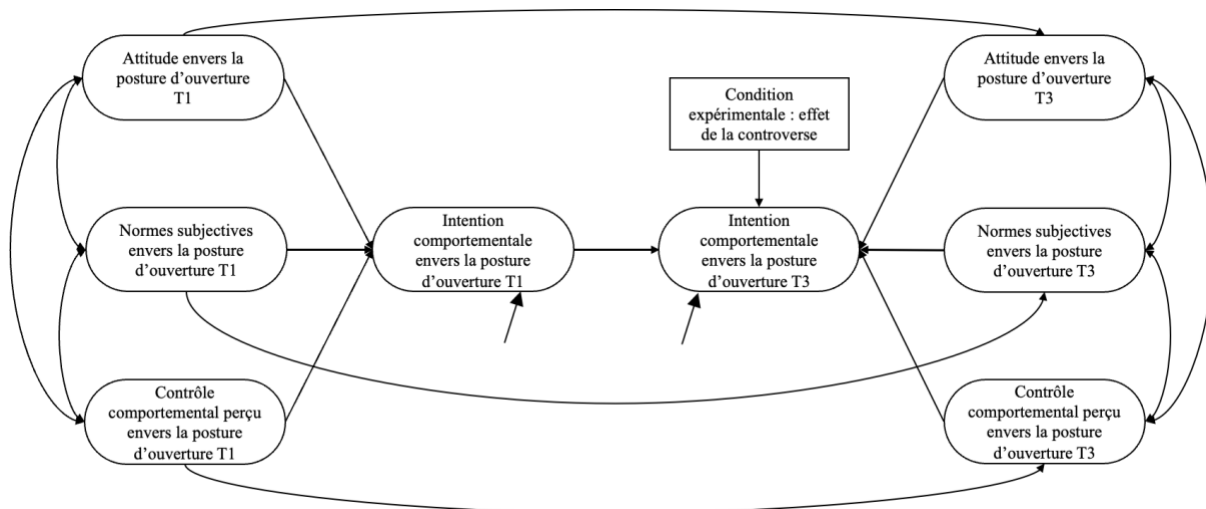 Attitude envers la
posture d’ouverture
T1
Attitude envers la
posture d’ouverture
T3
Condition
expérimentale : effet
de la controverse
Normes subjectives
envers la posture
d’ouverture T1
Intention
comportementale
envers la posture
d’ouverture T1
Intention
comportementale
envers la posture
d’ouverture T3
Normes subjectives
envers la posture
d’ouverture T3
Contrôle
comportemental perçu
envers la posture
d’ouverture T1
Contrôle
comportemental perçu
envers la posture
d’ouverture T3